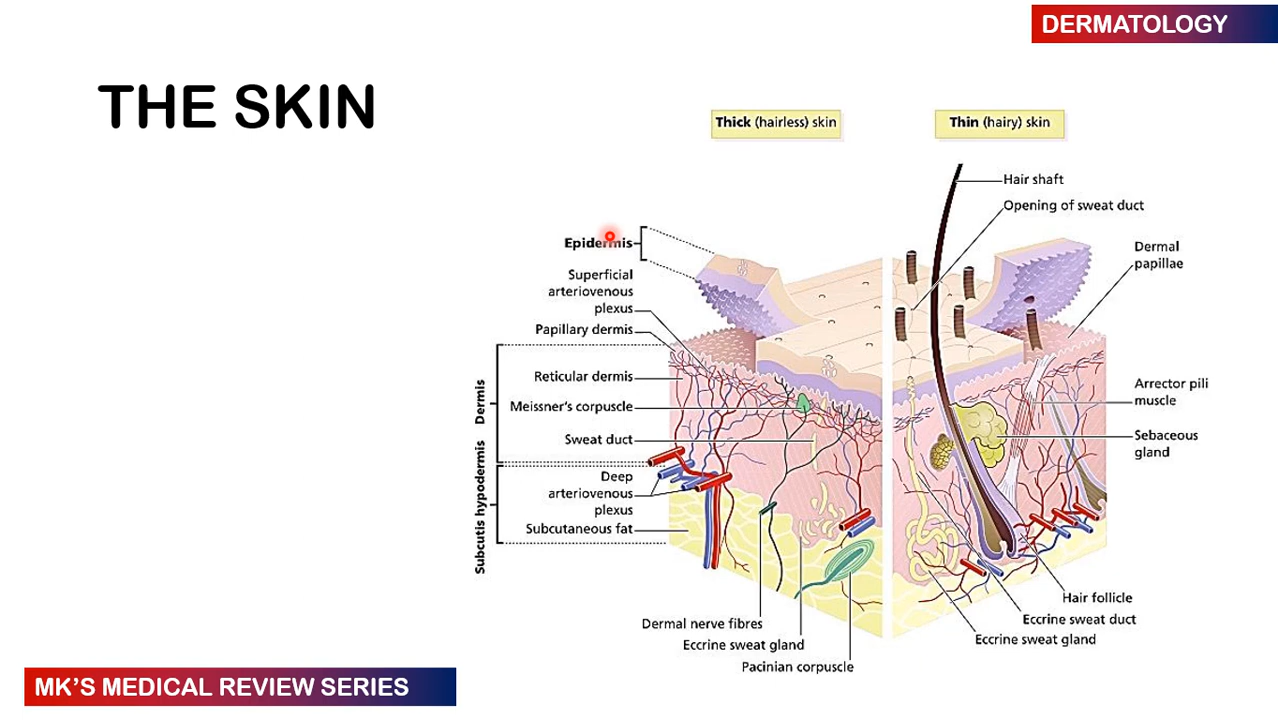 DERMATOLOGY
THE SKIN
Thick (hairless) skin
Thin (hairy) skin
Hair shaft
Opening of sweat duct
Epidermis
Dermal
papillae
Superficial
arteriovenous
plexus
Papillary dermis
Dermis
Reticular dermis
Meissner's corpuscle
Sweat duct
Arrector pili
muscle
Sebaceous
gland
Subcutis hypodermis
Deep
arteriovenous
plexus
Subcutaneous fat
Dermal nerve fibres
Eccrine sweat gland
Pacinian corpuscle
Hair follicle
Eccrine sweat duct
Eccrine sweat gland
MK'S MEDICAL REVIEW SERIES